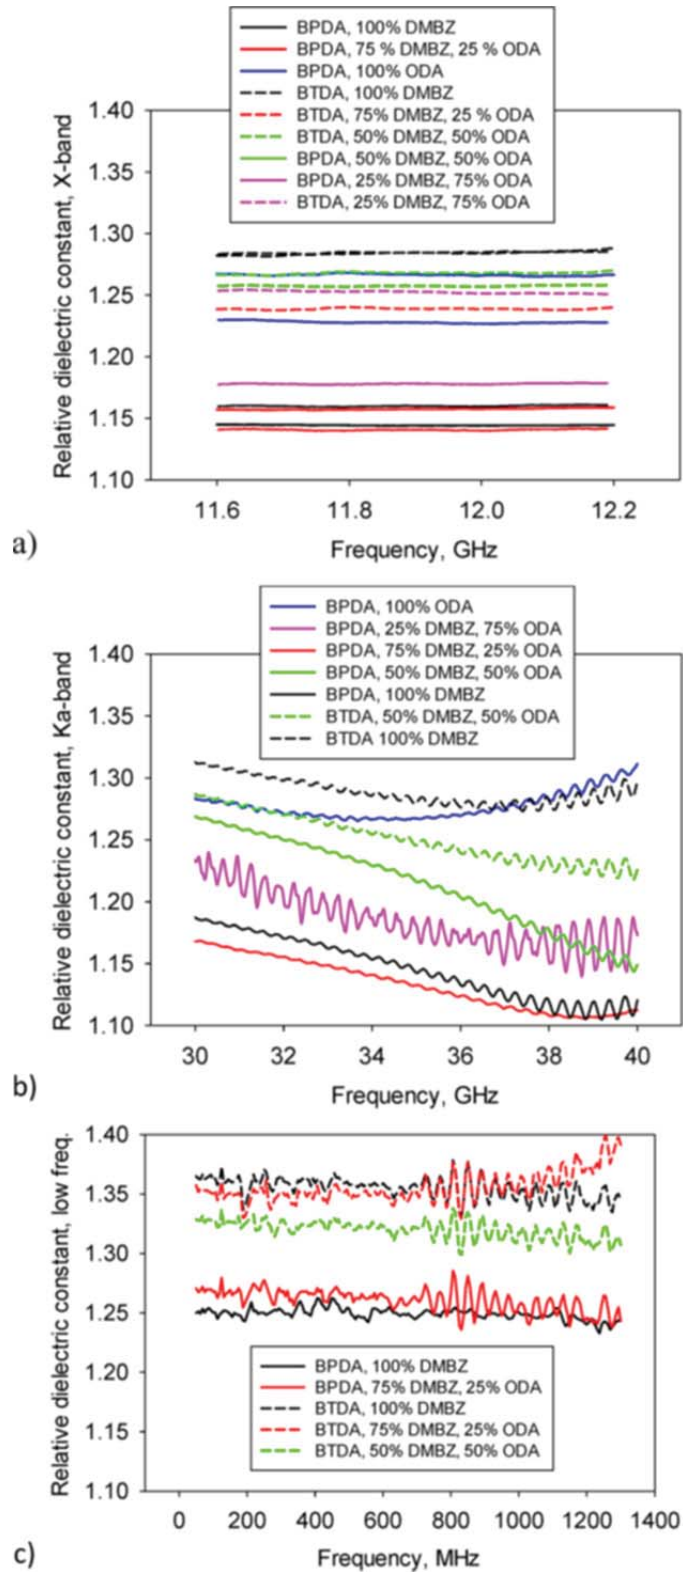 BPDA, 100% DMBZ
BPDA, 75 % DMBZ, 25 % ODA
BPDA, 100% ODA
BTDA, 100% DMBZ
BTDA, 75% DMBZ, 25 % ODA
BTDA, 50% DMBZ, 50% ODA
BPDA, 50% DMBZ, 50% ODA
BPDA, 25% DMBZ, 75% ODA
BTDA, 25% DMBZ, 75% ODA
Relative dielectric constant, X-band
1.40
1.35
1.30
1.25
1.20
1.15
1.10
11.6 11.8 12.0 12.2
Frequency, GHz
a)
BPDA, 100% ODA
BPDA, 25% DMBZ, 75% ODA
BPDA, 75% DMBZ, 25% ODA
BPDA, 50% DMBZ, 50% ODA
BPDA, 100% DMBZ
BTDA, 50% DMBZ, 50% ODA
BTDA 100% DMBZ
Relative dielectric constant, Ka-band
1.40
1.35
1.30
1.25
1.20
1.15
1.10
30 32 34 36 38 40
Frequency, GHz
b)
Relative dielectric constant, low freq.
1.40
1.35
1.30
1.25
1.20
1.15
1.10
BPDA, 100% DMBZ
BPDA, 75% DMBZ, 25% ODA
BTDA, 100% DMBZ
BTDA, 75% DMBZ, 25% ODA
BTDA, 50% DMBZ, 50% ODA
0 200 400 600 800 1000 1200 1400
Frequency, MHz
c)